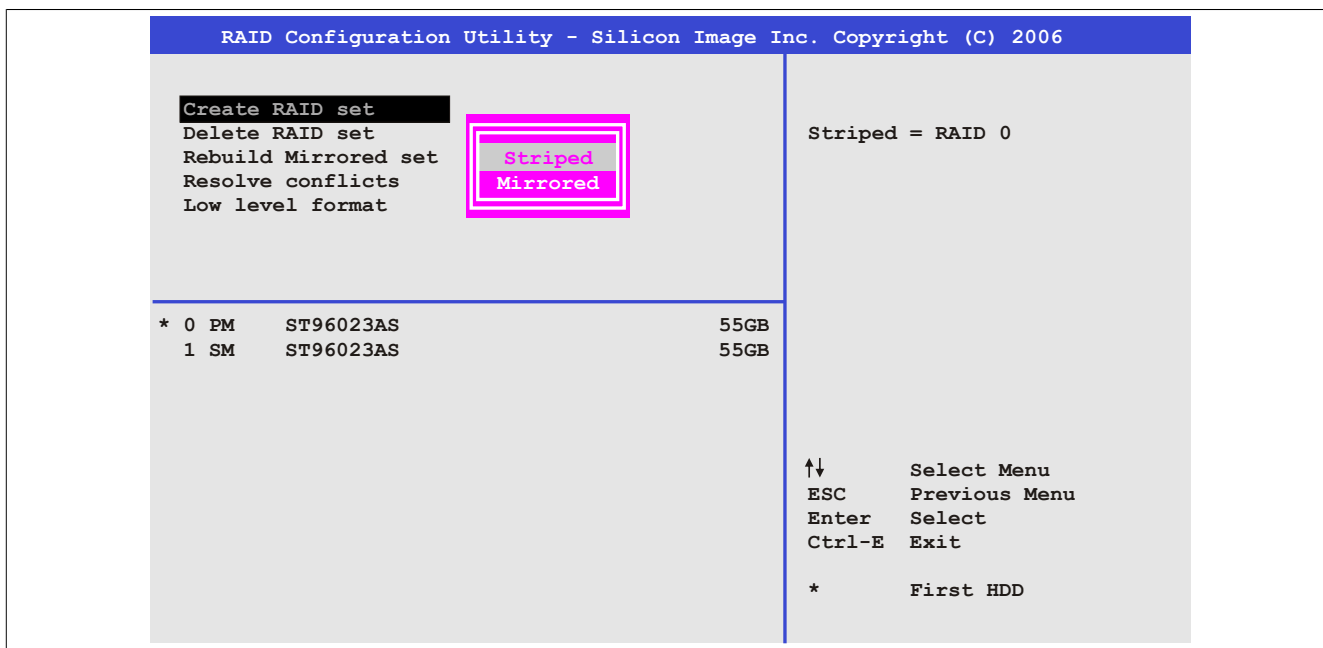 RAID Configuration Utility - Silicon Image Inc. Copyright (C) 2006
Create RAID set
Delete RAID set
Rebuild Mirrored set
Resolve conflicts
Low level format
Striped
Mirrored
Striped = RAID 0
* 0 PM ST96023AS 55GB
1 SM ST96023AS 55GB
↑↓ Select Menu
ESC Previous Menu
Enter Select
Ctrl-E Exit
* First HDD